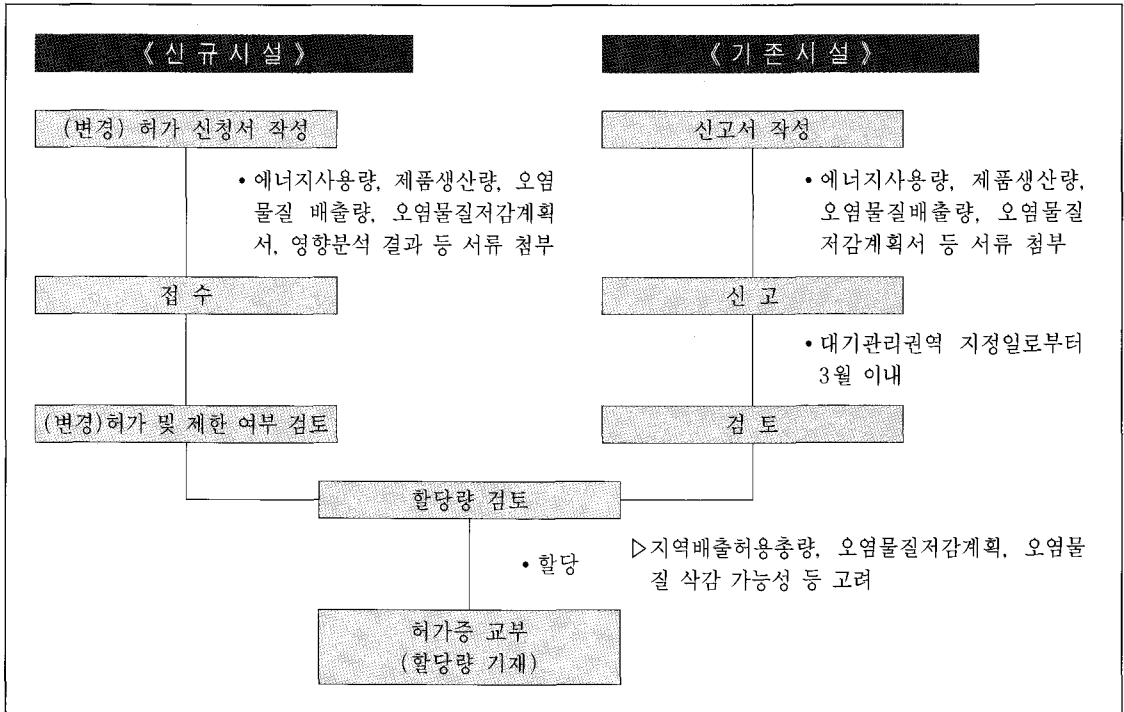 《 신 규 시 설 》
(변경) 허가 신청서 작성
• 에너지사용량, 제품생산량, 오염
물질 배출량, 오염물질저감계획
서, 영향분석 결과 등 서류 첨부
접 수
(변경)허가 및 제한 여부 검토
《 기 존 시 설 》
신고서 작성
• 에너지사용량, 제품생산량,
오염물질배출량, 오염물질
저감계획서 등 서류 첨부
신 고
• 대기관리권역 지정일로부터
3월 이내
검 토
할당량 검토
• 할당
▷지역배출허용총량, 오염물질저감계획, 오염물
질 삭감 가능성 등 고려
허가증 교부
(할당량 기재)